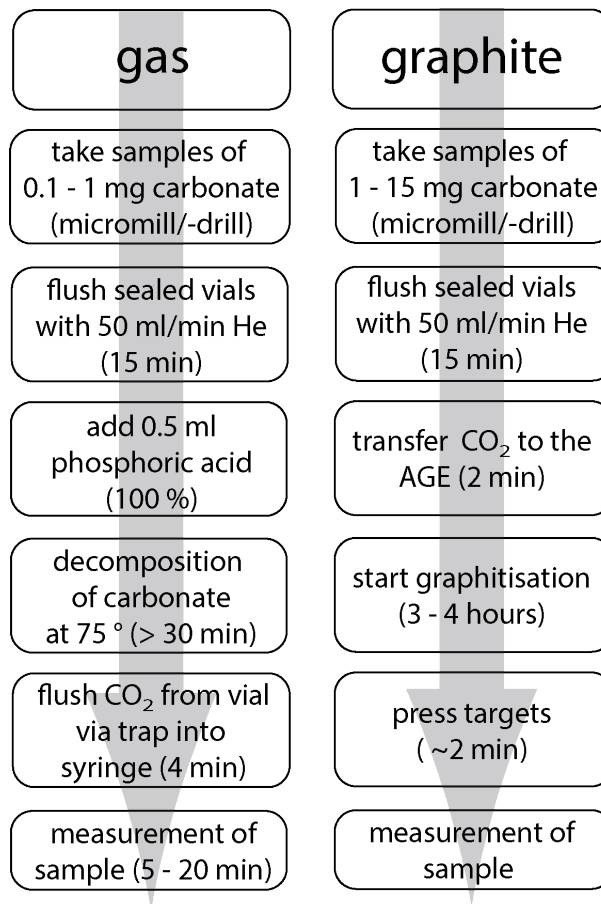 gas
take samples of
0.1 - 1 mg carbonate
(micromill/-drill)
flush sealed vials
with 50 ml/min He
(15 min)
add 0.5 ml
phosphoric acid
(100 %)
decomposition
of carbonate
at 75 ° (> 30 min)
flush CO₂ from vial
via trap into
syringe (4 min)
measurement of
sample (5 - 20 min)
graphite
take samples of
1 - 15 mg carbonate
(micromill/-drill)
flush sealed vials
with 50 ml/min He
(15 min)
transfer CO₂ to the
AGE (2 min)
start graphitisation
(3 - 4 hours)
press targets
( ~2 min)
measurement of
sample